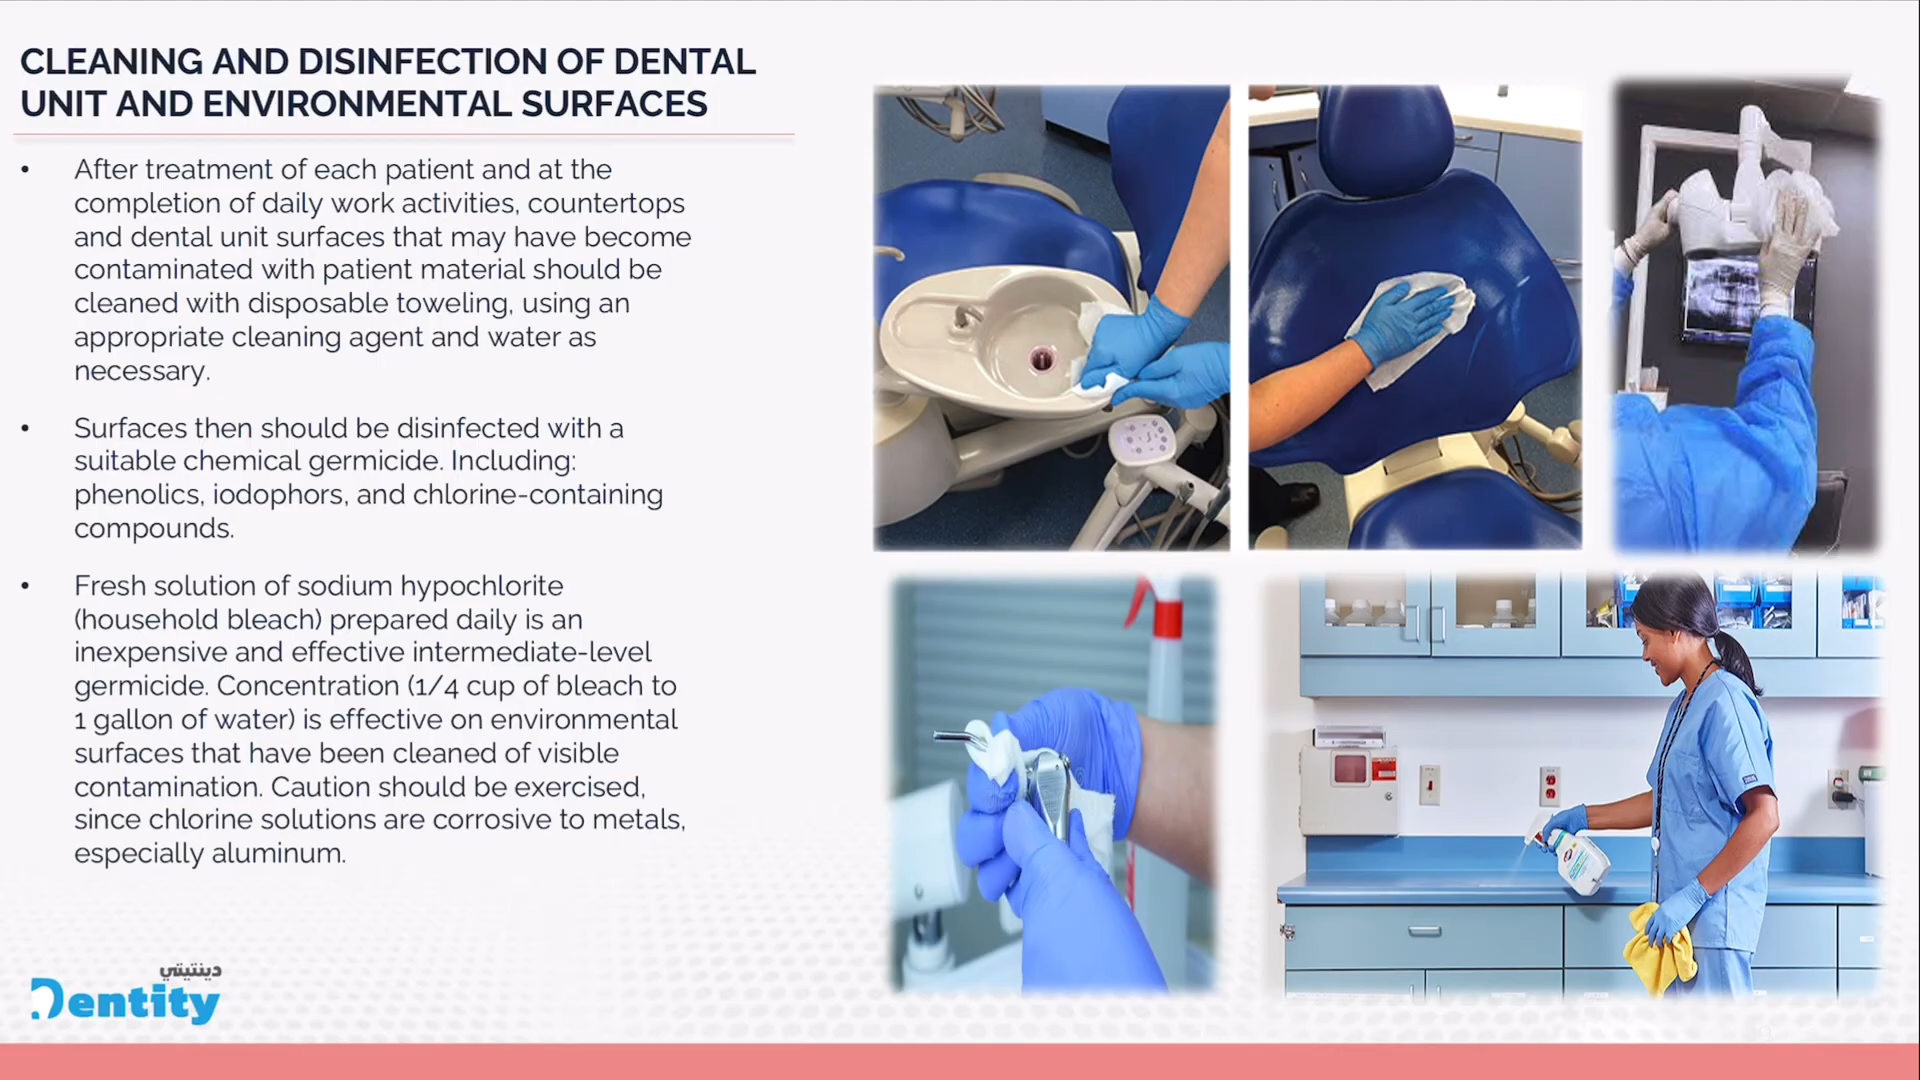 CLEANING AND DISINFECTION OF DENTAL
UNIT AND ENVIRONMENTAL SURFACES
• After treatment of each patient and at the
completion of daily work activities, countertops
and dental unit surfaces that may have become
contaminated with patient material should be
cleaned with disposable toweling, using an
appropriate cleaning agent and water as
necessary.
• Surfaces then should be disinfected with a
suitable chemical germicide. Including:
phenolics, iodophors, and chlorine-containing
compounds.
• Fresh solution of sodium hypochlorite
(household bleach) prepared daily is an
inexpensive and effective intermediate-level
germicide. Concentration (1/4 cup of bleach to
1 gallon of water) is effective on environmental
surfaces that have been cleaned of visible
contamination. Caution should be exercised,
since chlorine solutions are corrosive to metals,
especially aluminum.
دينتيتي
Dentity